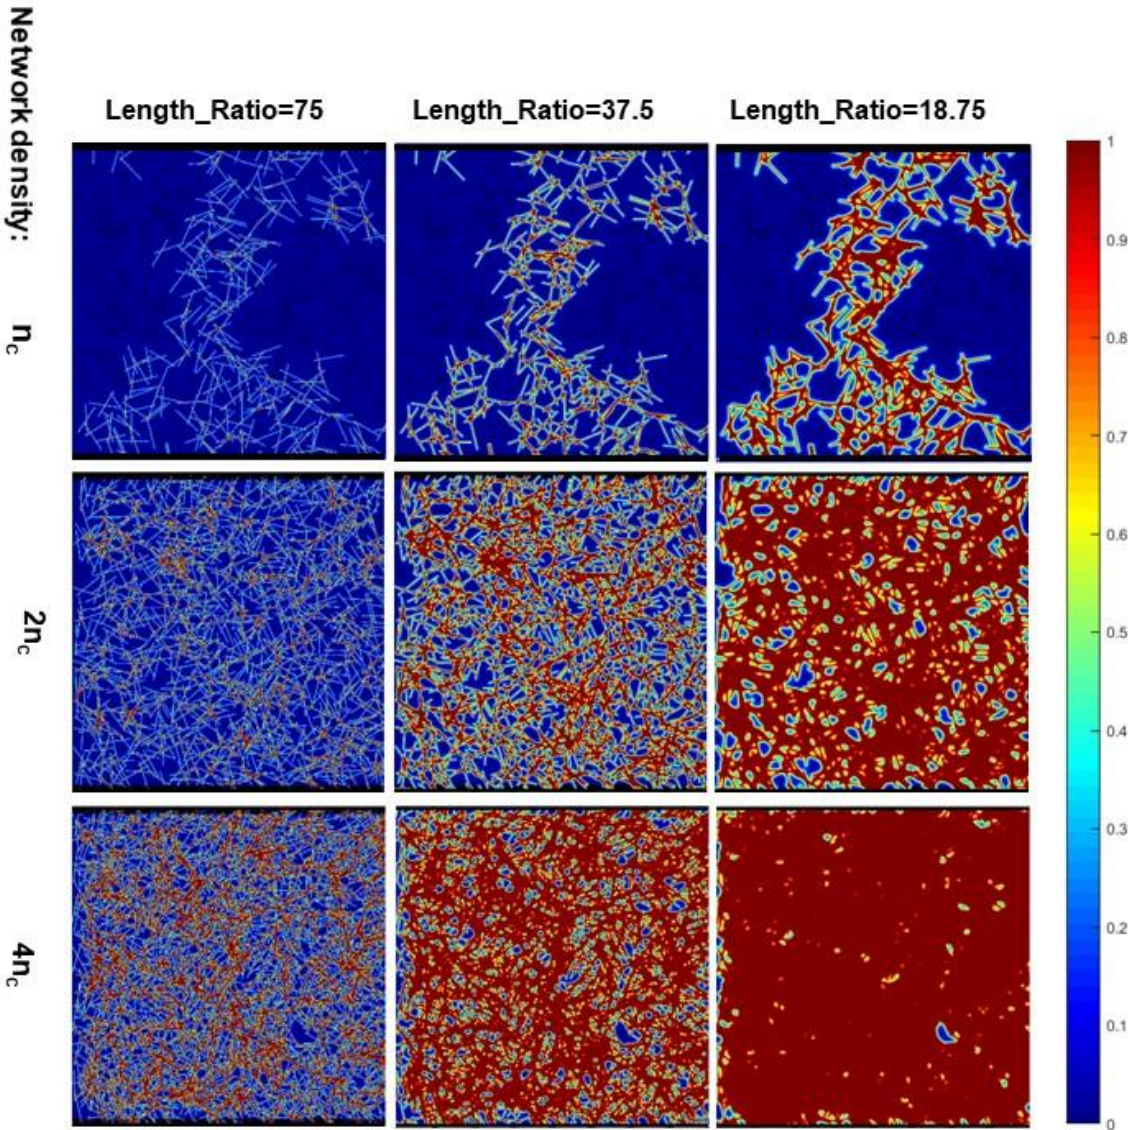 Network density:
Length_Ratio=75
Length_Ratio=37.5
Length_Ratio=18.75
n_c
2n_c
4n_c
1
0.9
0.8
0.7
0.6
0.5
0.4
0.3
0.2
0.1
0